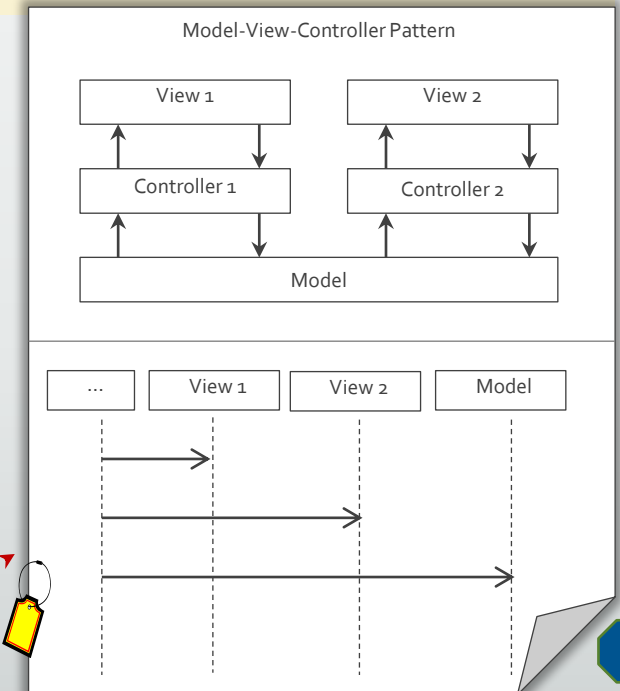 Model-View-Controller Pattern
View 1 View 2
Controller 1 Controller 2
Model
... View 1 View 2 Model